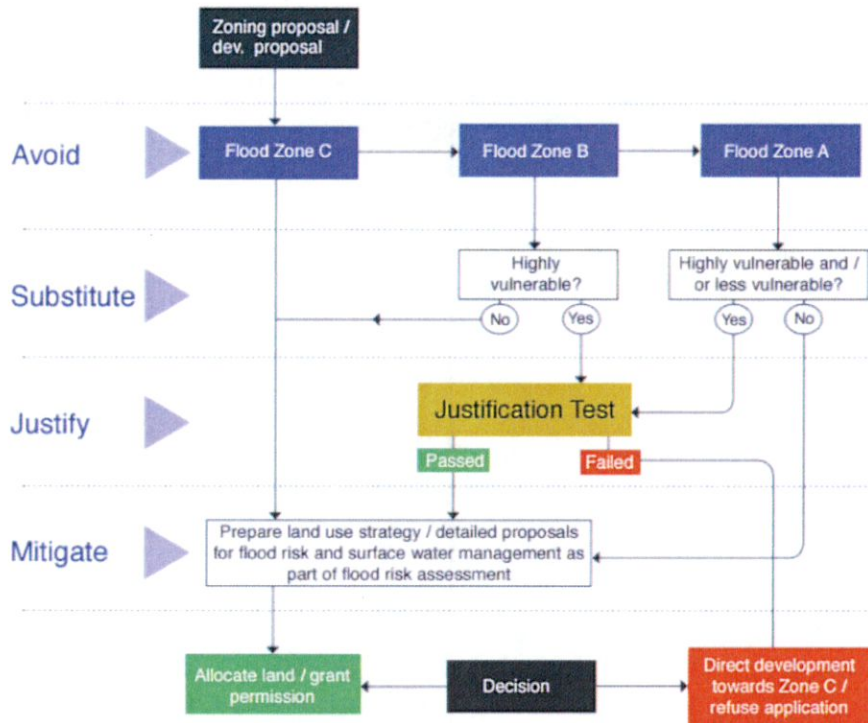 Zoning proposal /
dev. proposal
Avoid
Flood Zone C
Flood Zone B
Flood Zone A
Substitute
Highly
vulnerable?
Highly vulnerable and /
or less vulnerable?
No
Yes
Yes
No
Justify
Justification Test
Passed
Failed
Mitigate
Prepare land use strategy / detailed proposals
for flood risk and surface water management as
part of flood risk assessment
Allocate land / grant
permission
Decision
Direct development
towards Zone C /
refuse application